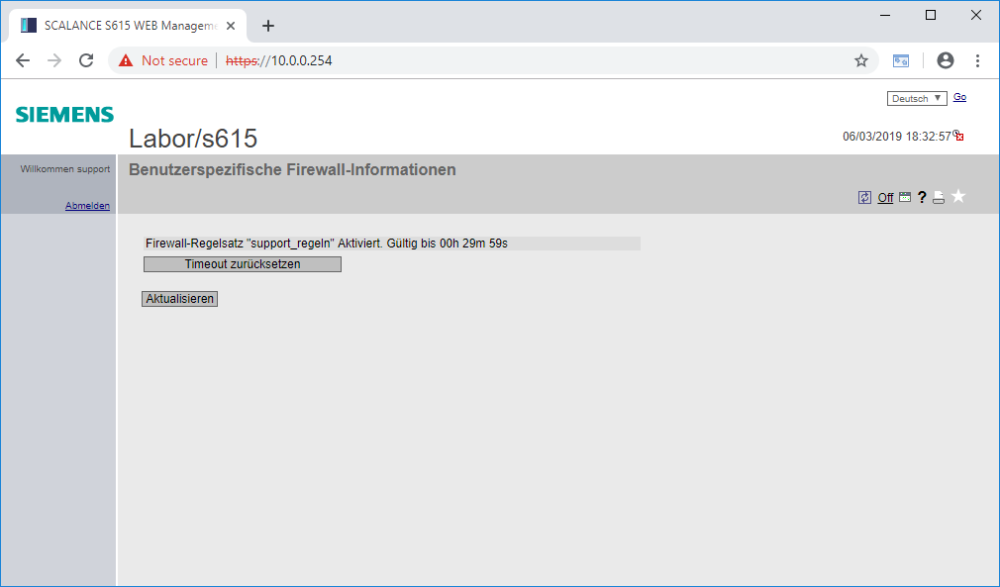 SCALANCE S615 WEB Manageme
Not secure
https://10.0.0.254
Deutsch
Go
SIEMENS
Labor/s615
06/03/2019 18:32:57
Willkommen support
Benutzerspezifische Firewall-Informationen
Off ?
Abmelden
Firewall-Regelsatz "support_regeln" Aktiviert. Gültig bis 00h 29m 59s
Timeout zurücksetzen
Aktualisieren